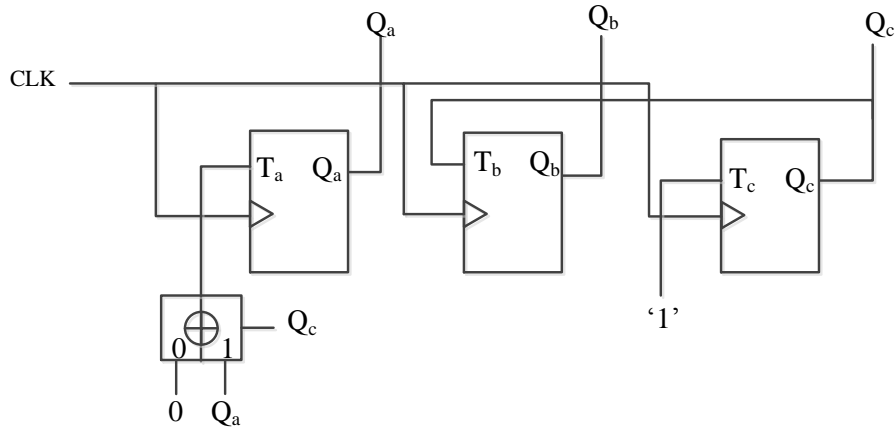 Qa
Qb
Qc
CLK
Ta Qa
Tb Qb
Tc Qc
0 1
Qc
‘1’
0 Qa